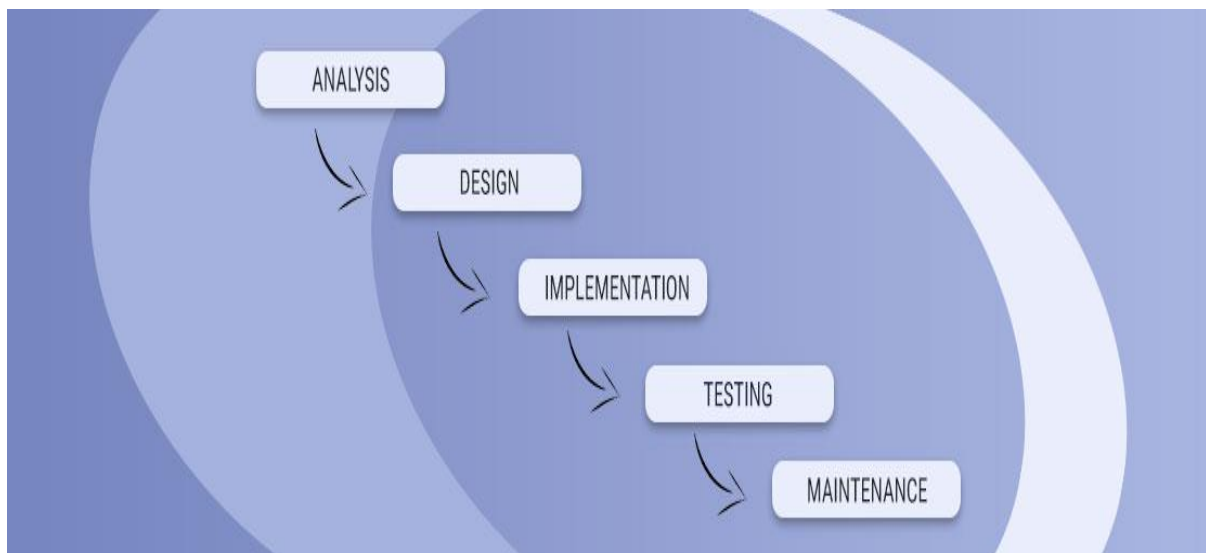 ANALYSIS
DESIGN
IMPLEMENTATION
TESTING
MAINTENANCE